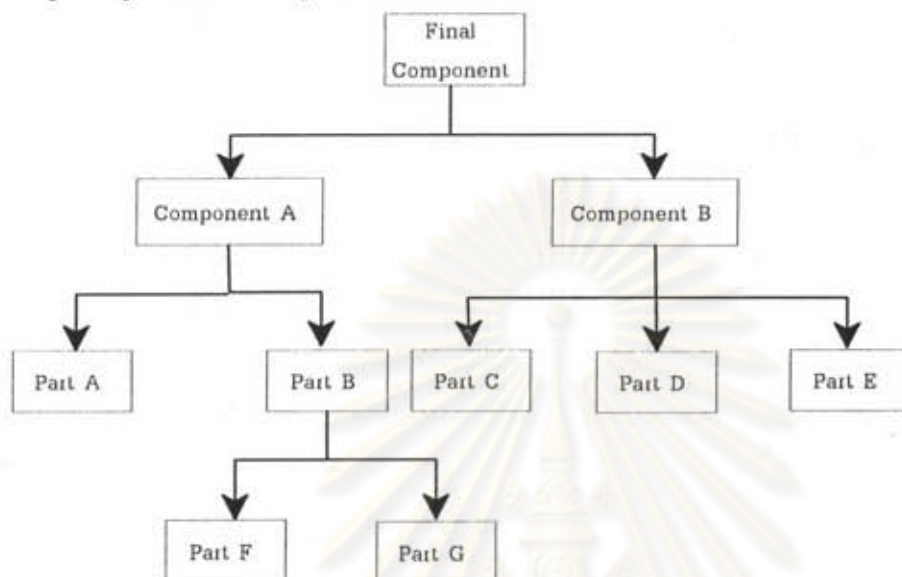 Final
Component
Component A
Component B
Part A
Part B
Part C
Part D
Part E
Part F
Part G